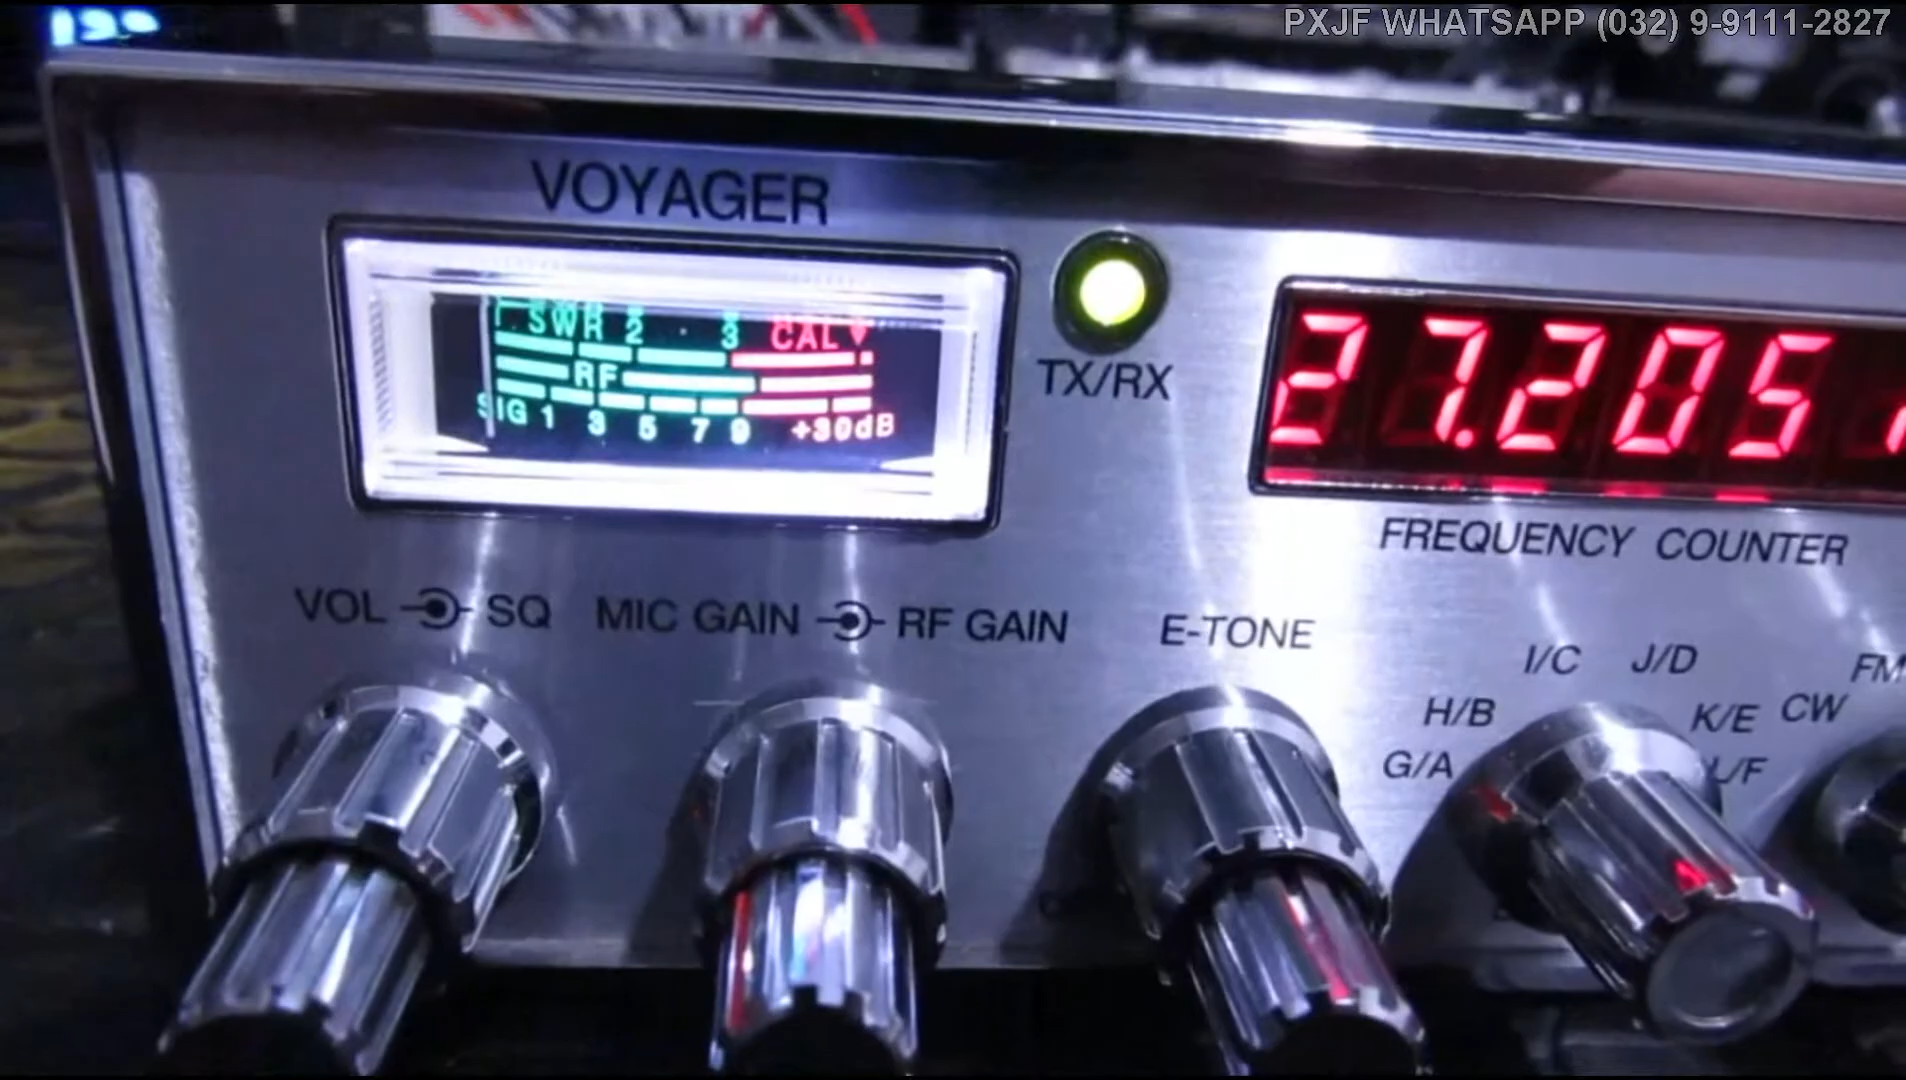 PXJF WHATSAPP (032) 9-9111-2827
VOYAGER
SWR 2 3 CAL
RF
SIG 1 3 5 7 9 +30dB
TX/RX
27.205
FREQUENCY COUNTER
VOL SQ
MIC GAIN RF GAIN
E-TONE
I/C J/D
H/B K/E
G/A L/F
CW FM